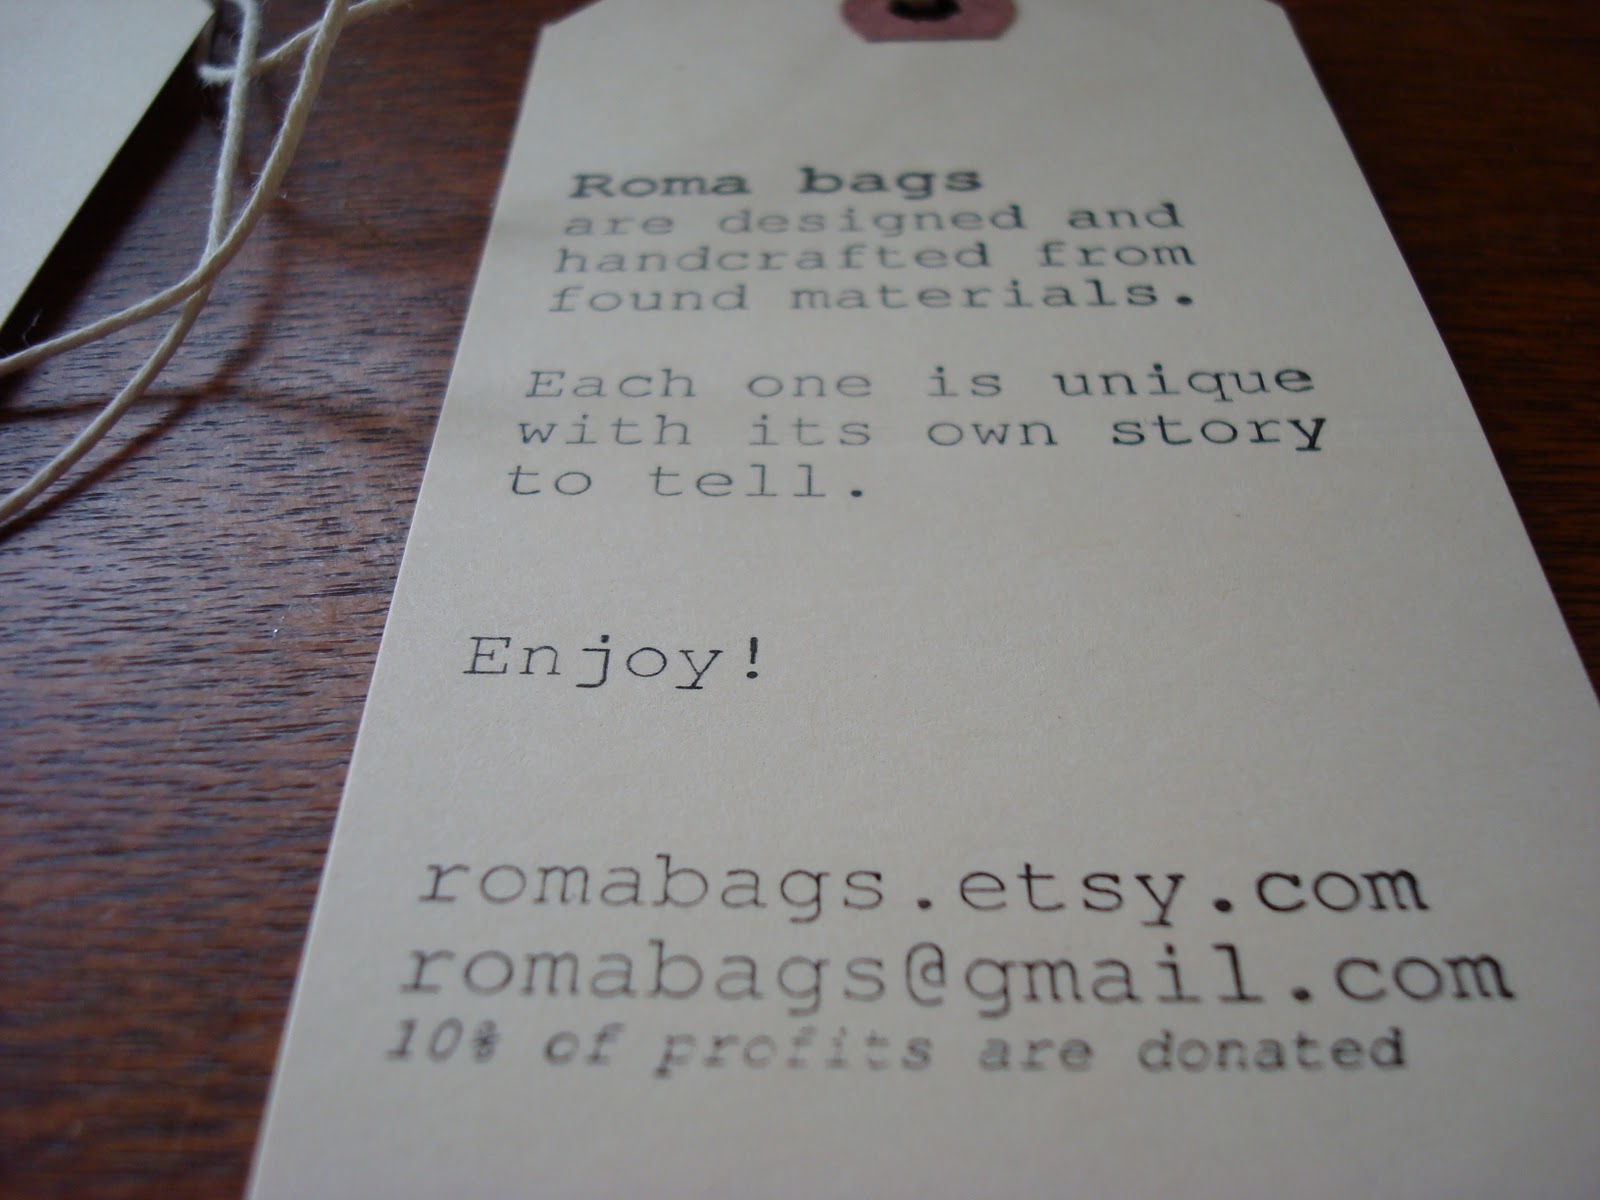 Roma bags
are designed and
handcrafted from
found materials.
Each one is unique
with its own story
to tell.
Enjoy!
romabags.etsy.com
romabags@gmail.com
10% of profits are donated